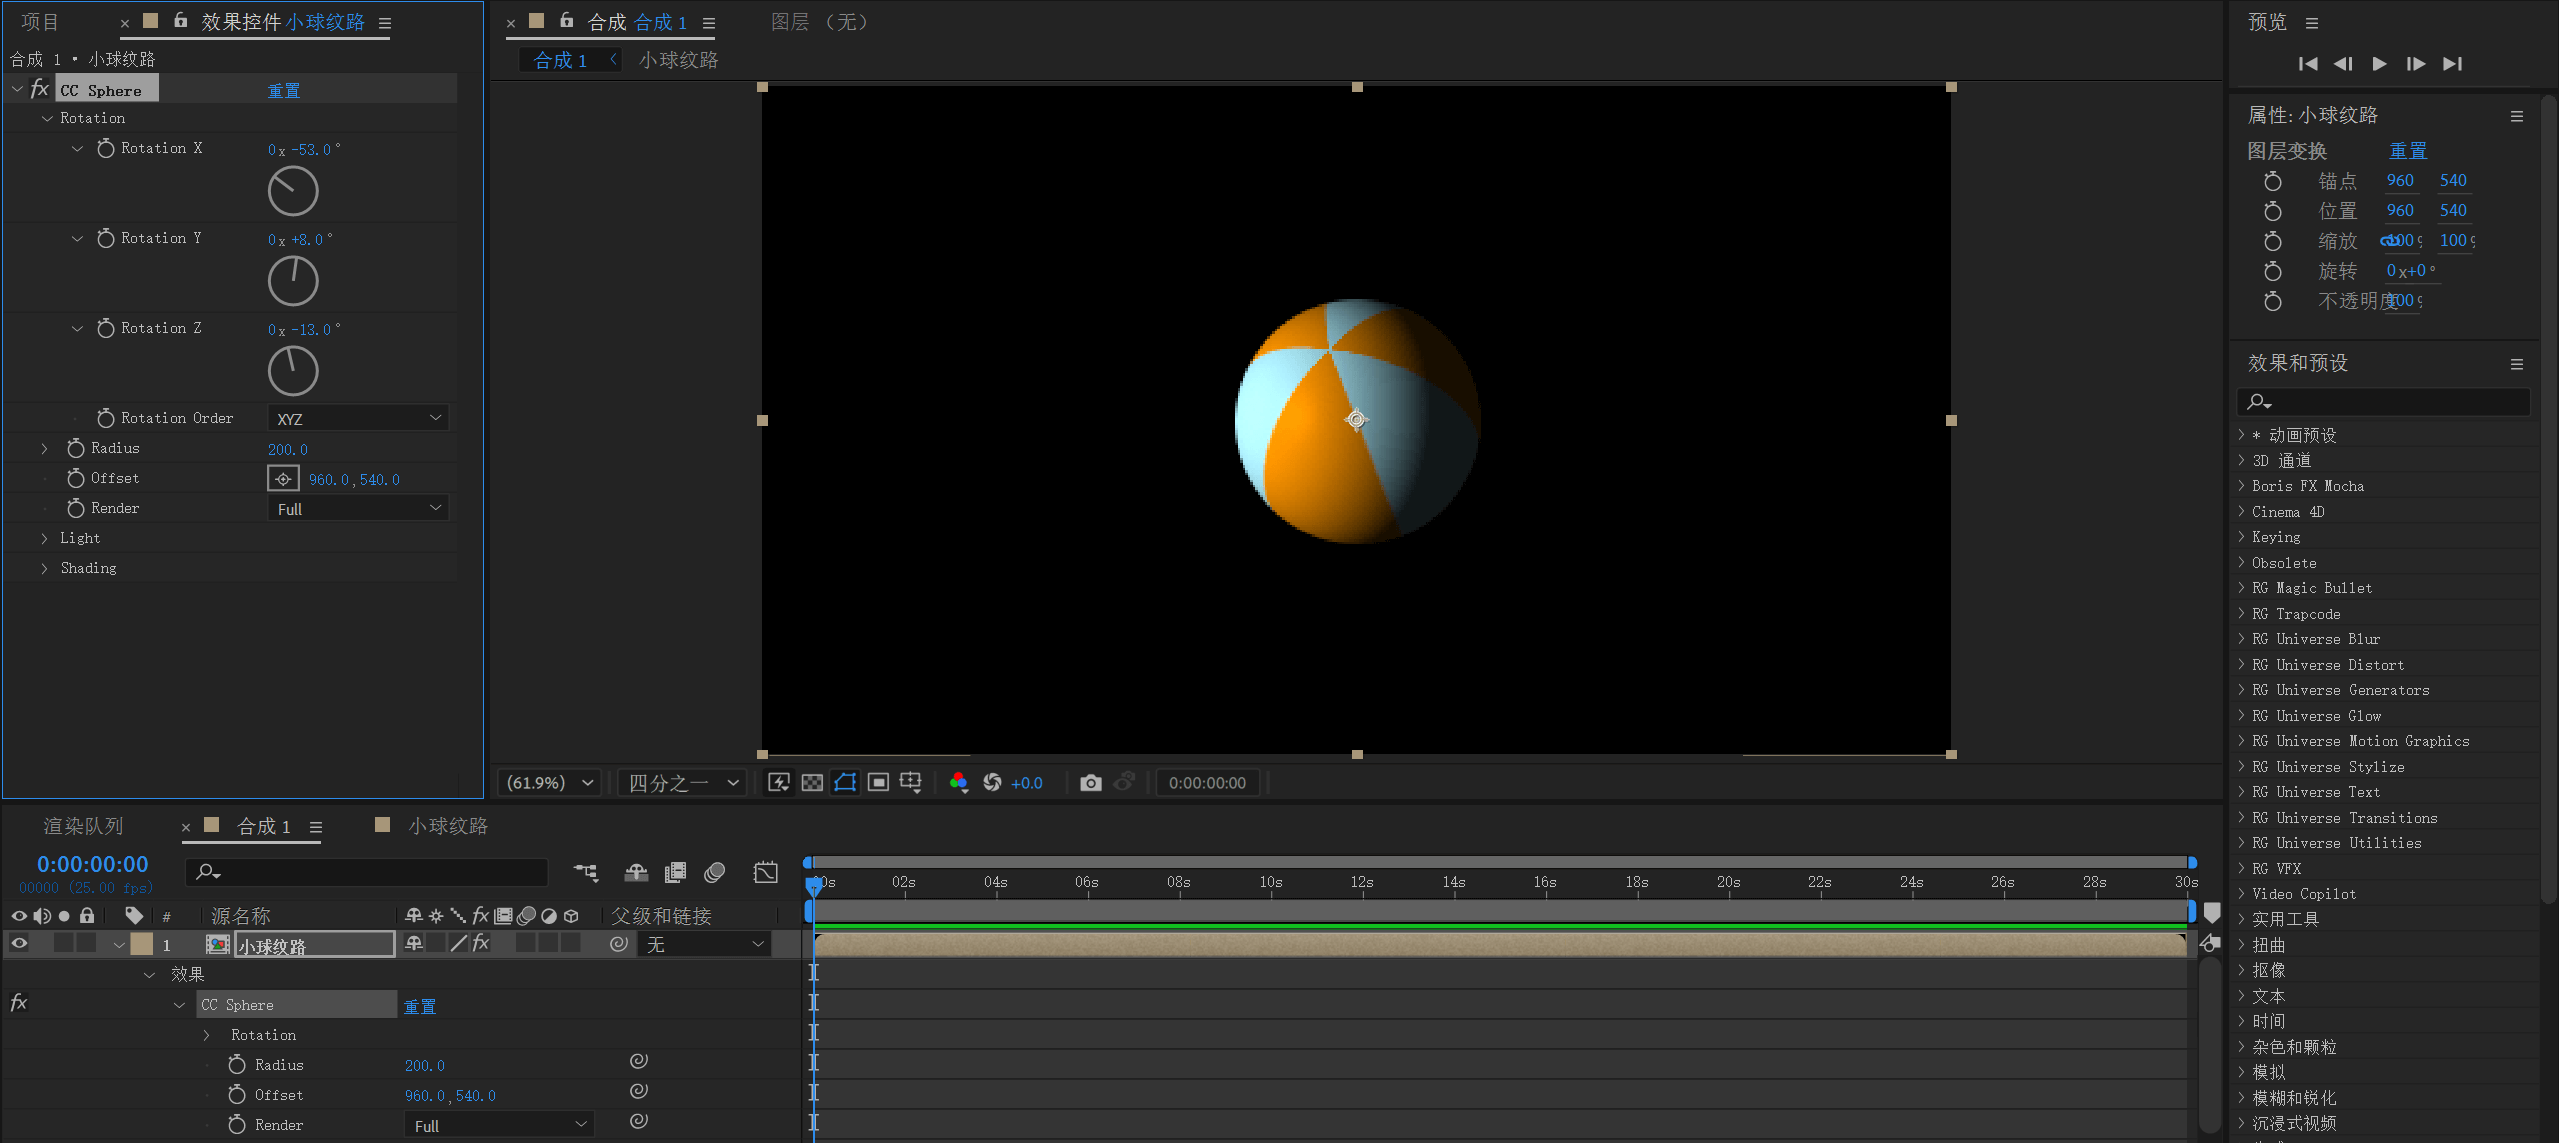 项目
× 效果控件 小球纹路
合成 1 • 小球纹路
fx CC Sphere 重置
Rotation
Rotation X 0x -53.0°
Rotation Y 0x +8.0°
Rotation Z 0x -13.0°
Rotation Order XYZ
Radius 200.0
Offset 960.0,540.0
Render Full
Light
Shading
× 合成 合成 1
图层 （无）
合成 1
小球纹路
(61.9%)
四分之一
+0.0
0:00:00:00
预览
属性: 小球纹路
图层变换 重置
锚点 960 540
位置 960 540
缩放 100 100
旋转 0x+0°
不透明度 100
效果和预设
* 动画预设
3D 通道
Boris FX Mocha
Cinema 4D
Keying
Obsolete
RG Magic Bullet
RG Trapcode
RG Universe Blur
RG Universe Distort
RG Universe Generators
RG Universe Glow
RG Universe Motion Graphics
RG Universe Stylize
RG Universe Text
RG Universe Transitions
RG Universe Utilities
RG VFX
Video Copilot
实用工具
扭曲
抠像
文本
时间
杂色和颗粒
模拟
模糊和锐化
沉浸式视频
渲染队列
× 合成 1
小球纹路
0:00:00:00
00000 (25.00 fps)
# 源名称 fx 父级和链接
1 小球纹路 fx 无
效果
fx CC Sphere 重置
Rotation
Radius 200.0
Offset 960.0,540.0
Render Full
00s 02s 04s 06s 08s 10s 12s 14s 16s 18s 20s 22s 24s 26s 28s 30s